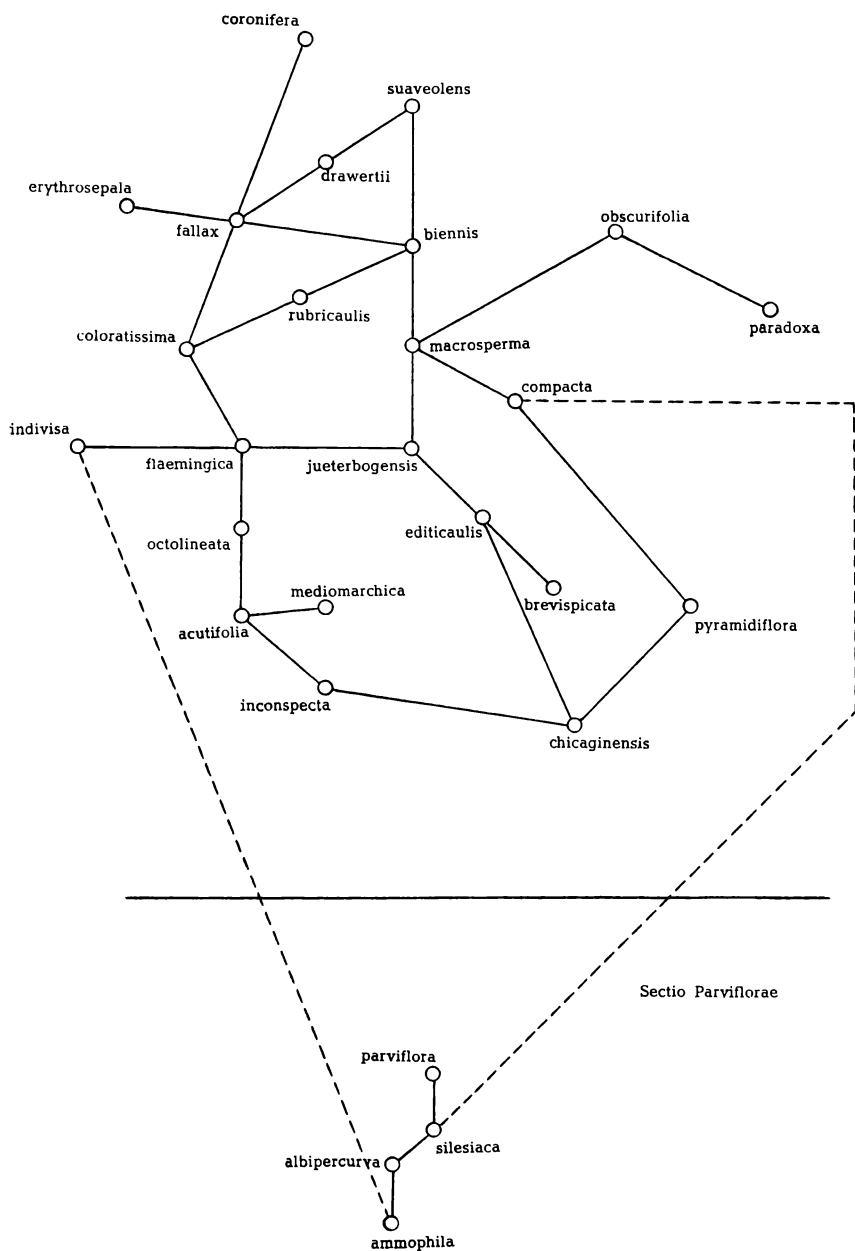 coronifera
suaveolens
drawertii
erythrosepala
obscurifolia
fallax
biennis
rubricaulis
paradoxa
coloratissima
macrosperma
compacta
indivisa
flaemingica
jueterbogensis
editicaulis
octolineata
mediomarchica
brevispicata
pyramidiflora
acutifolia
inconspecta
chicaginensis
Sectio Parviflorae
parviflora
silesiaca
albipercurva
ammophila